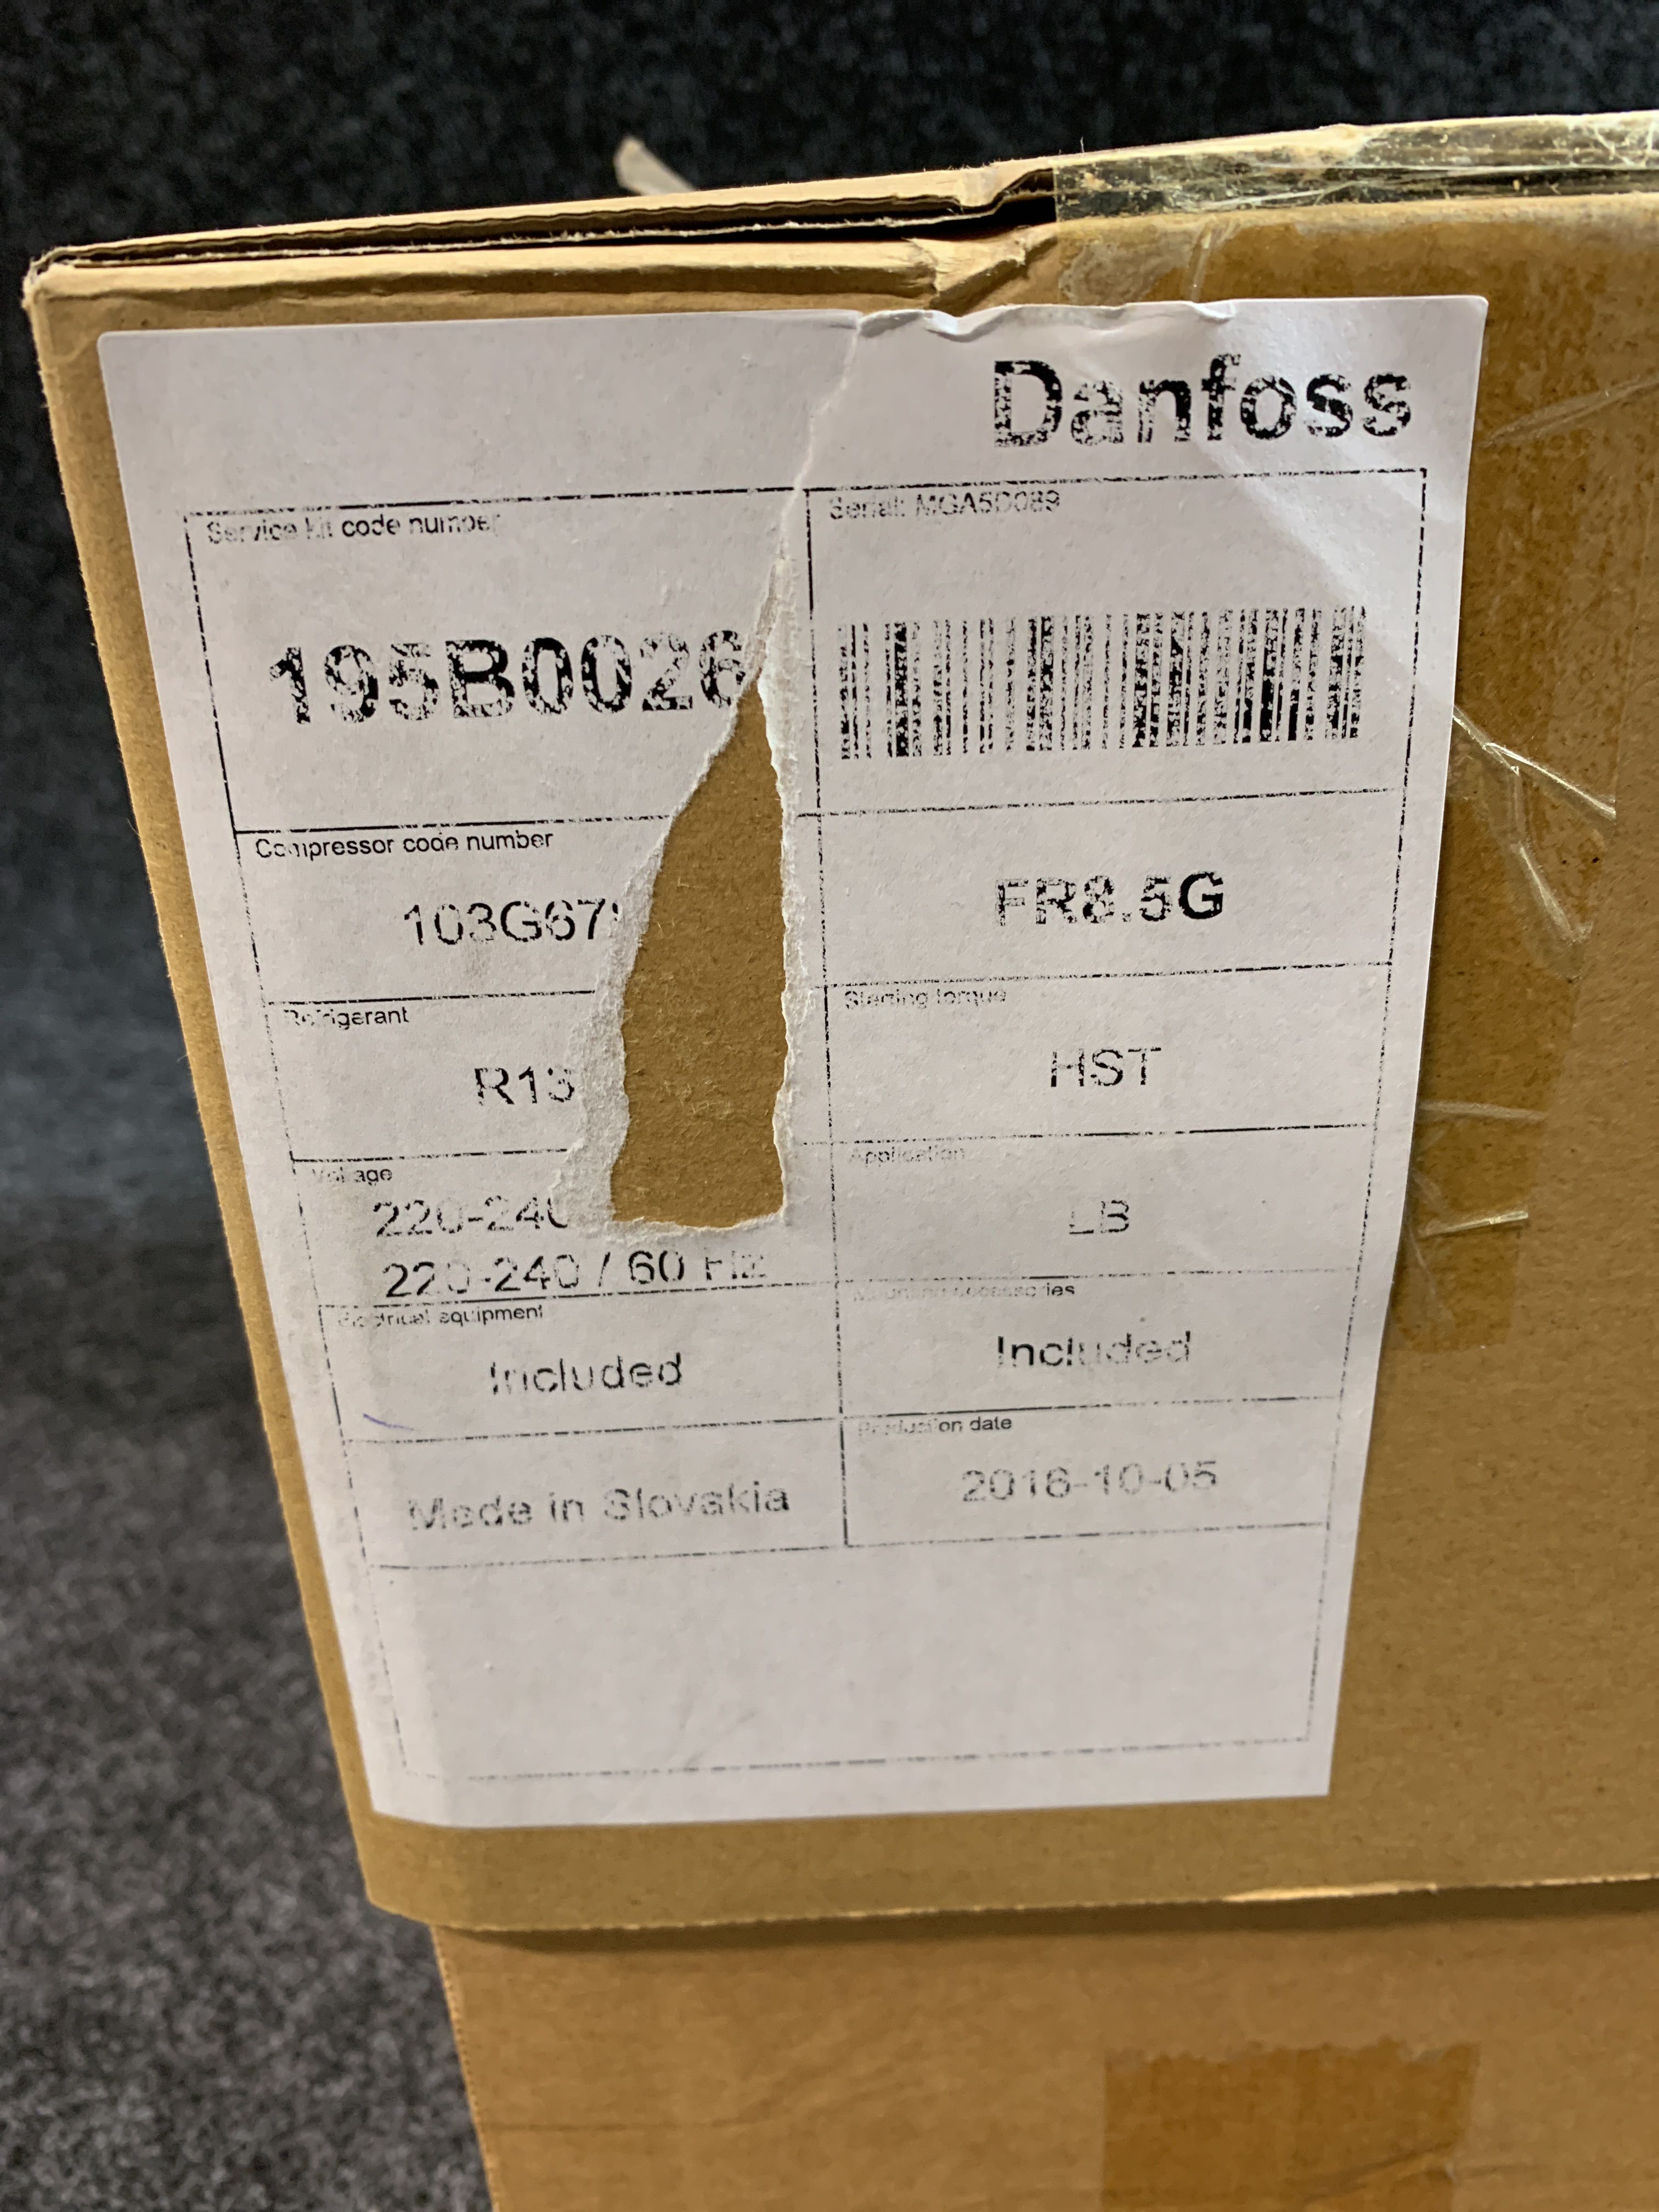 Danfoss
Service kit code number
195B0026
Serial: MGA5D089
Compressor code number
103G67
FR8.5G
Refrigerant
R13
Starting torque
HST
Voltage
220-240
220-240 / 60 Hz
Application
LB
Electrical equipment
Included
Mounting accessories
Included
Made in Slovakia
Production date
2016-10-05